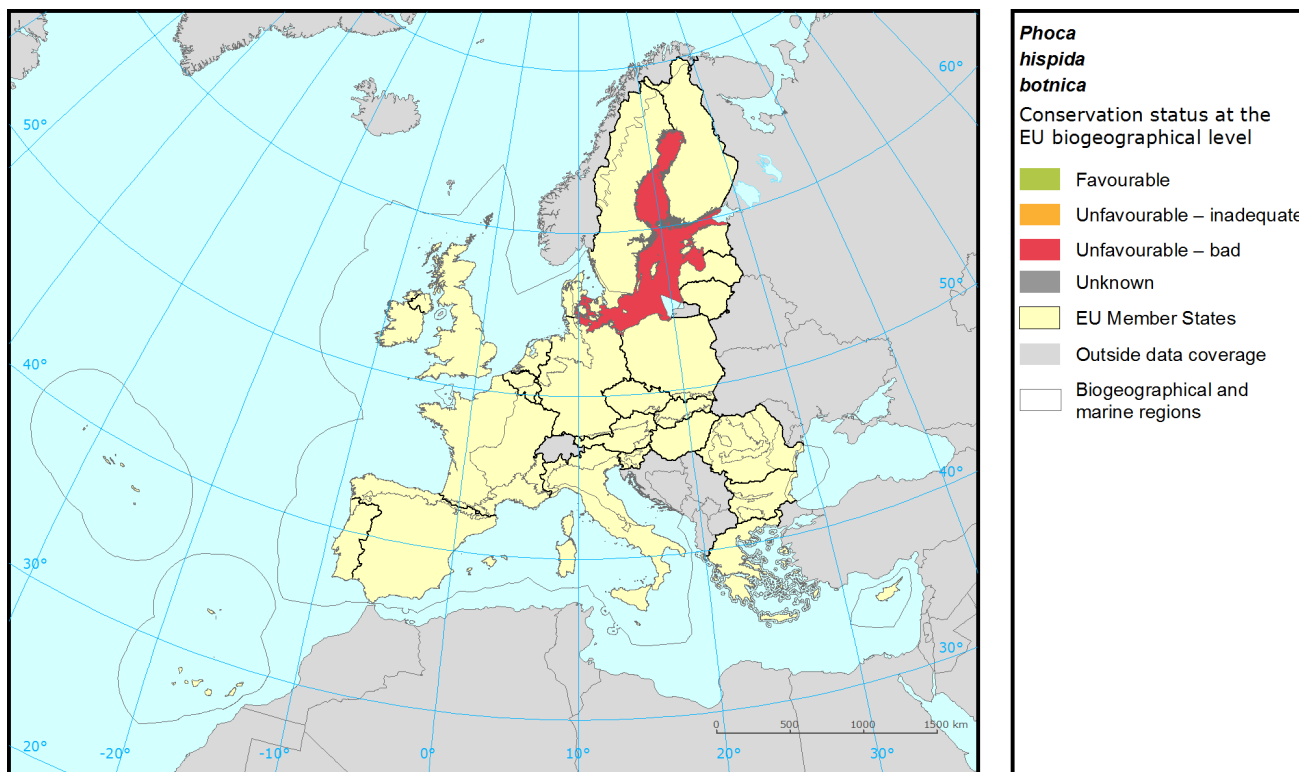 60°
50°
50°
40°
40°
30°
30°
20°
-20°
-10°
0°
10°
20°
30°
0 500 1000 1500 km
Phoca
hispida
botnica
Conservation status at the
EU biogeographical level
Favourable
Unfavourable – inadequate
Unfavourable – bad
Unknown
EU Member States
Outside data coverage
Biogeographical and
marine regions